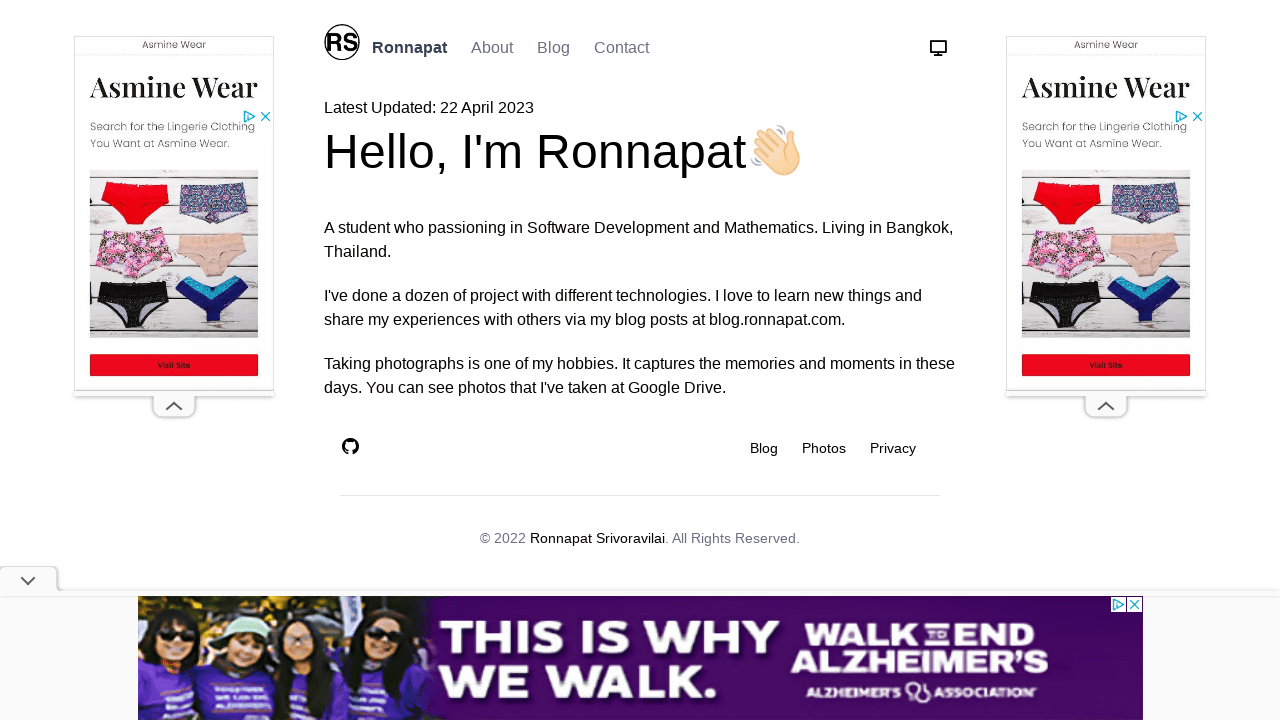 RS
Ronnapat About Blog Contact
Latest Updated: 22 April 2023
Hello, I'm Ronnapat👋🏻
A student who passioning in Software Development and Mathematics. Living in Bangkok,
Thailand.
I've done a dozen of project with different technologies. I love to learn new things and
share my experiences with others via my blog posts at blog.ronnapat.com.
Taking photographs is one of my hobbies. It captures the memories and moments in these
days. You can see photos that I've taken at Google Drive.
Blog Photos Privacy
© 2022 Ronnapat Srivoravilai. All Rights Reserved.
Asmine Wear
Asmine Wear
Search for the Lingerie Clothing
You Want at Asmine Wear.
Visit Site
Asmine Wear
Asmine Wear
Search for the Lingerie Clothing
You Want at Asmine Wear.
Visit Site
THIS IS WHY
WE WALK.
WALK TO END
ALZHEIMER'S
ALZHEIMER'S ASSOCIATION